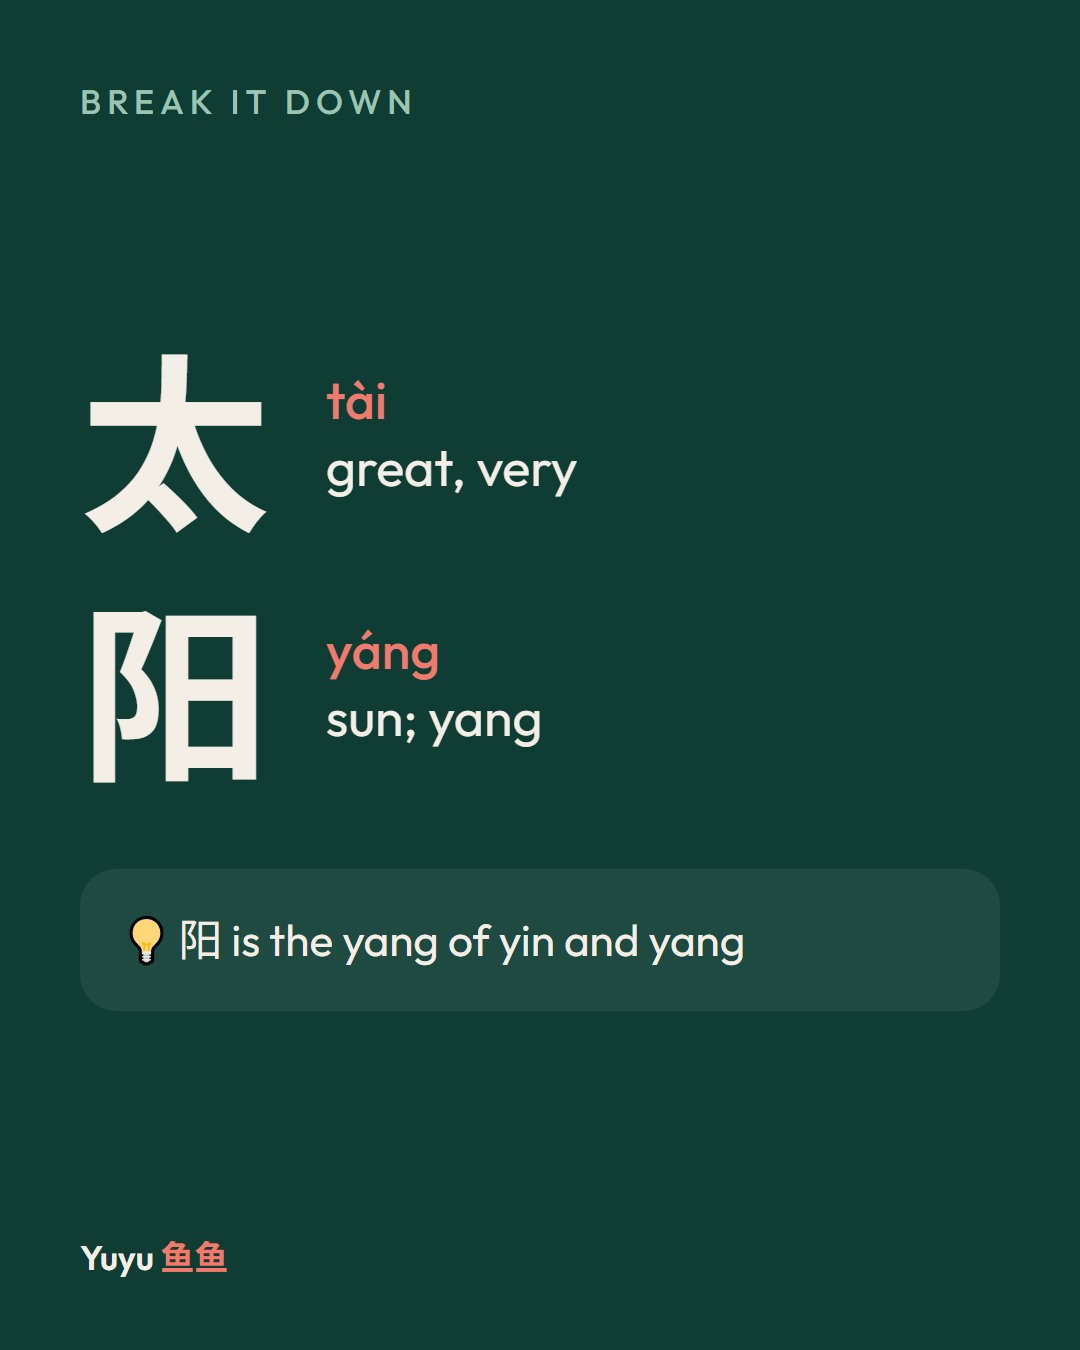 BREAK IT DOWN
太
tài
great, very
阳
yáng
sun; yang
💡 阳 is the yang of yin and yang
Yuyu 鱼鱼